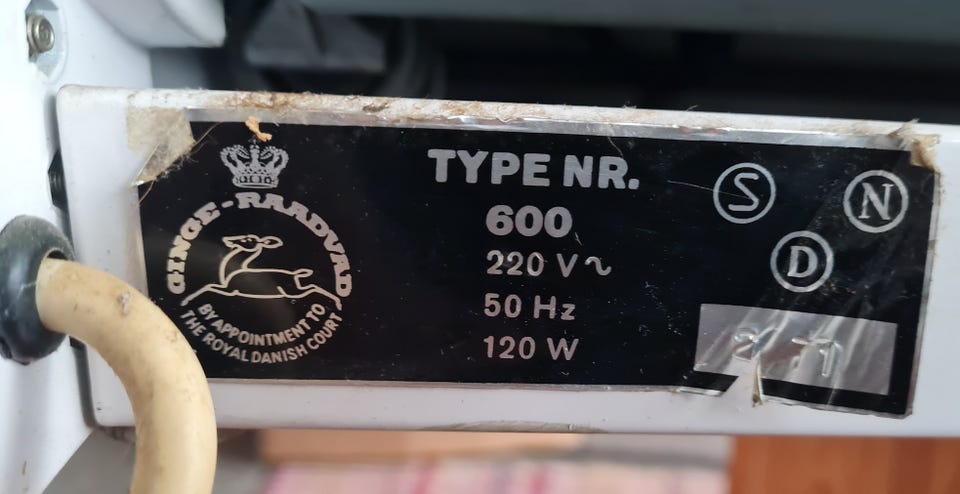 GINGE-RAADVAD
BY APPOINTMENT TO
THE ROYAL DANISH COURT
TYPE NR.
600
220 V ~
50 Hz
120 W
S
N
D